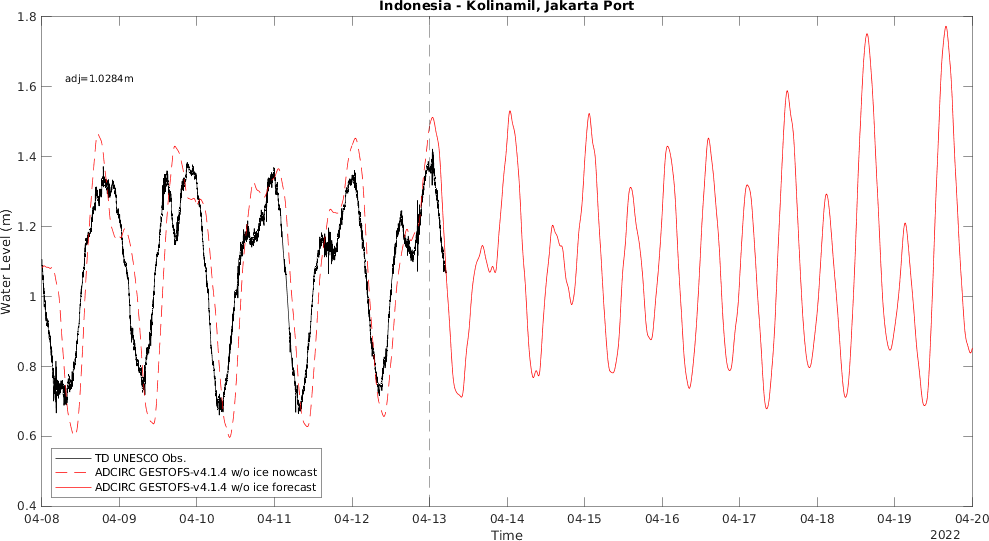 Indonesia - Kolinamil, Jakarta Port
1.8
1.6
1.4
1.2
1
0.8
0.6
0.4
Water Level (m)
adj=1.0284m
TD UNESCO Obs.
ADCIRC GESTOFS-v4.1.4 w/o ice nowcast
ADCIRC GESTOFS-v4.1.4 w/o ice forecast
04-08 04-09 04-10 04-11 04-12 04-13 04-14 04-15 04-16 04-17 04-18 04-19 04-20
Time
2022